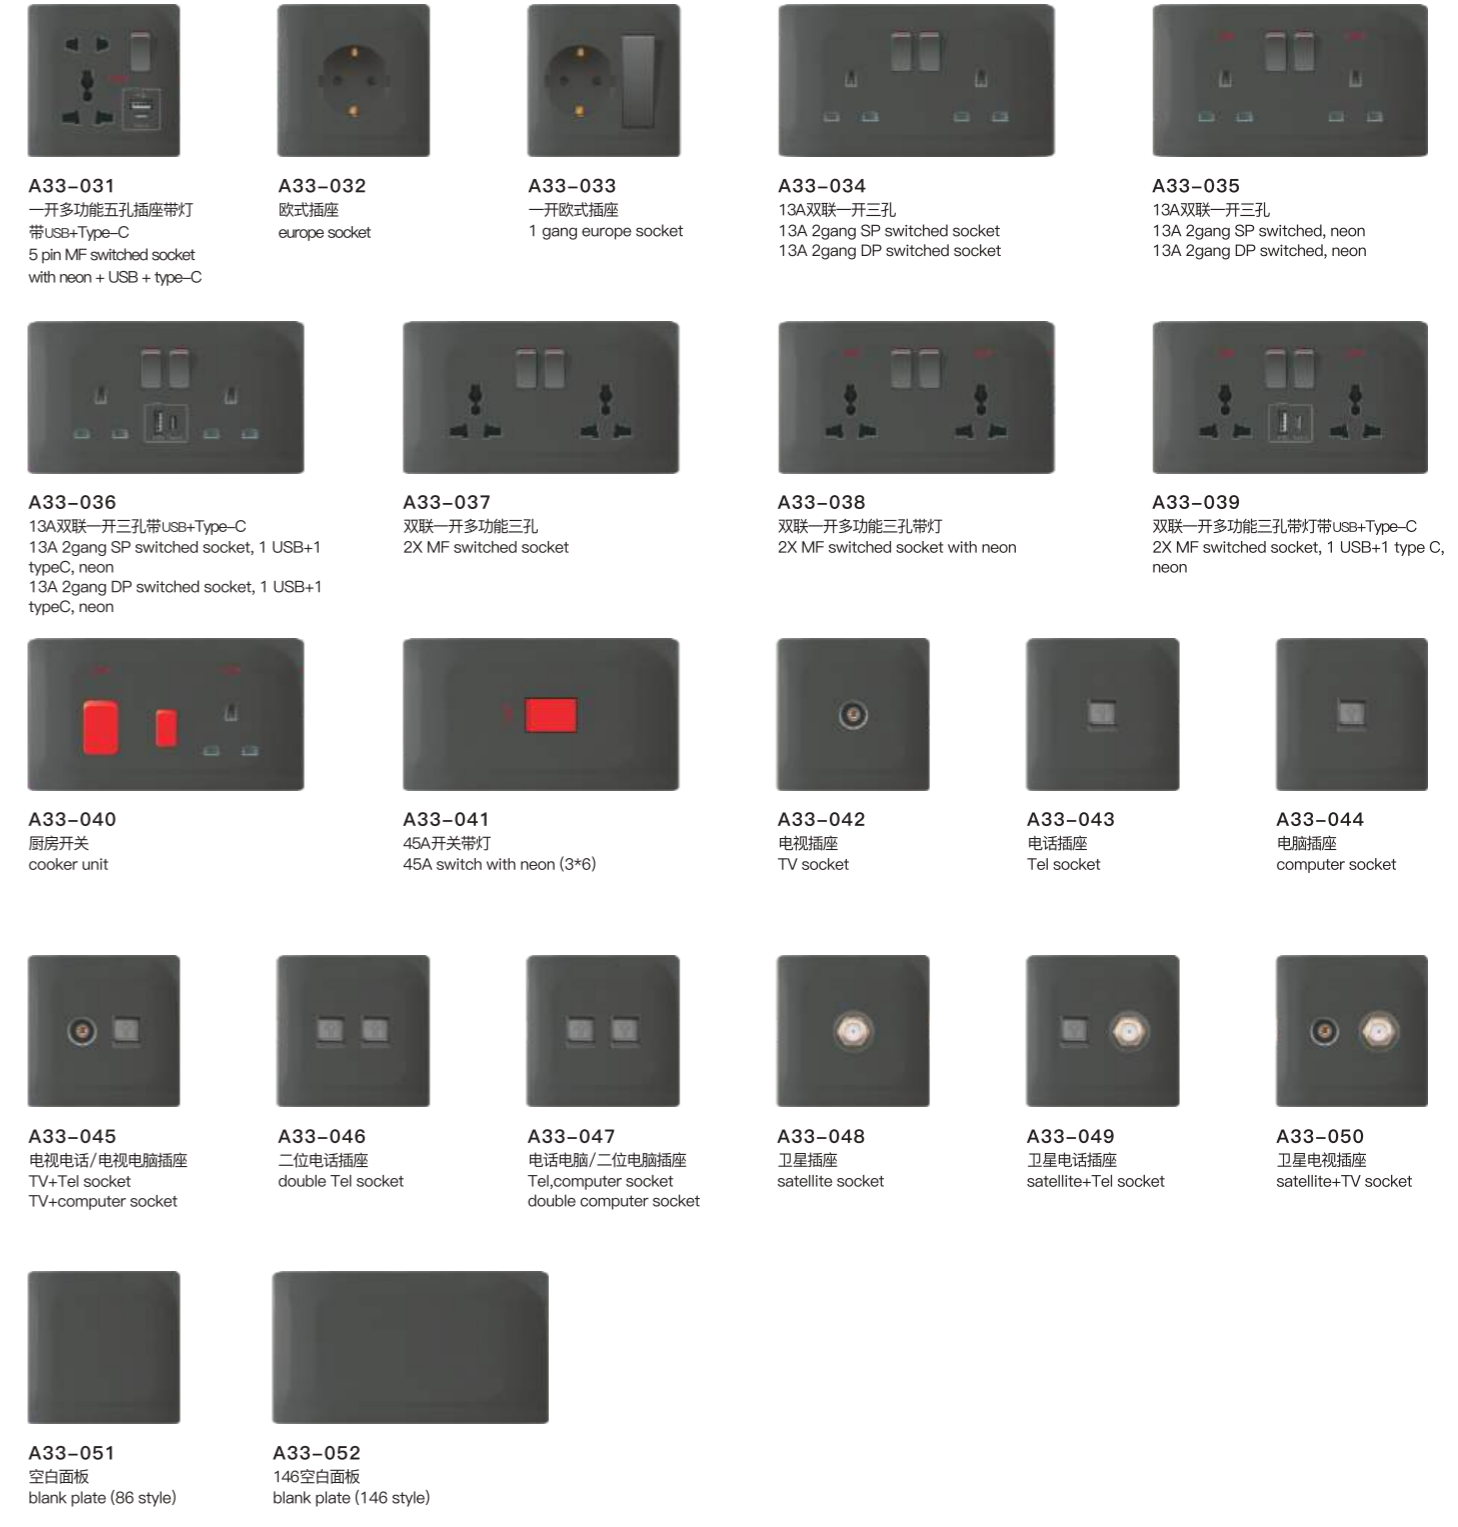 A33-031
一开多功能五孔插座带灯
带USB+Type-C
5 pin MF switched socket
with neon + USB + type-C
A33-032
欧式插座
europe socket
A33-033
一开欧式插座
1 gang europe socket
A33-034
13A双联一开三孔
13A 2gang SP switched socket
13A 2gang DP switched socket
A33-035
13A双联一开三孔
13A 2gang SP switched, neon
13A 2gang DP switched, neon
A33-036
13A双联一开三孔带USB+Type-C
13A 2gang SP switched socket, 1 USB+1
typeC, neon
13A 2gang DP switched socket, 1 USB+1
typeC, neon
A33-037
双联一开多功能三孔
2X MF switched socket
A33-038
双联一开多功能三孔带灯
2X MF switched socket with neon
A33-039
双联一开多功能三孔带灯带USB+Type-C
2X MF switched socket, 1 USB+1 type C,
neon
A33-040
厨房开关
cooker unit
A33-041
45A开关带灯
45A switch with neon (3*6)
A33-042
电视插座
TV socket
A33-043
电话插座
Tel socket
A33-044
电脑插座
computer socket
A33-045
电视电话/电视电脑插座
TV+Tel socket
TV+computer socket
A33-046
二位电话插座
double Tel socket
A33-047
电话电脑/二位电脑插座
Tel,computer socket
double computer socket
A33-048
卫星插座
satellite socket
A33-049
卫星电话插座
satellite+Tel socket
A33-050
卫星电视插座
satellite+TV socket
A33-051
空白面板
blank plate (86 style)
A33-052
146空白面板
blank plate (146 style)